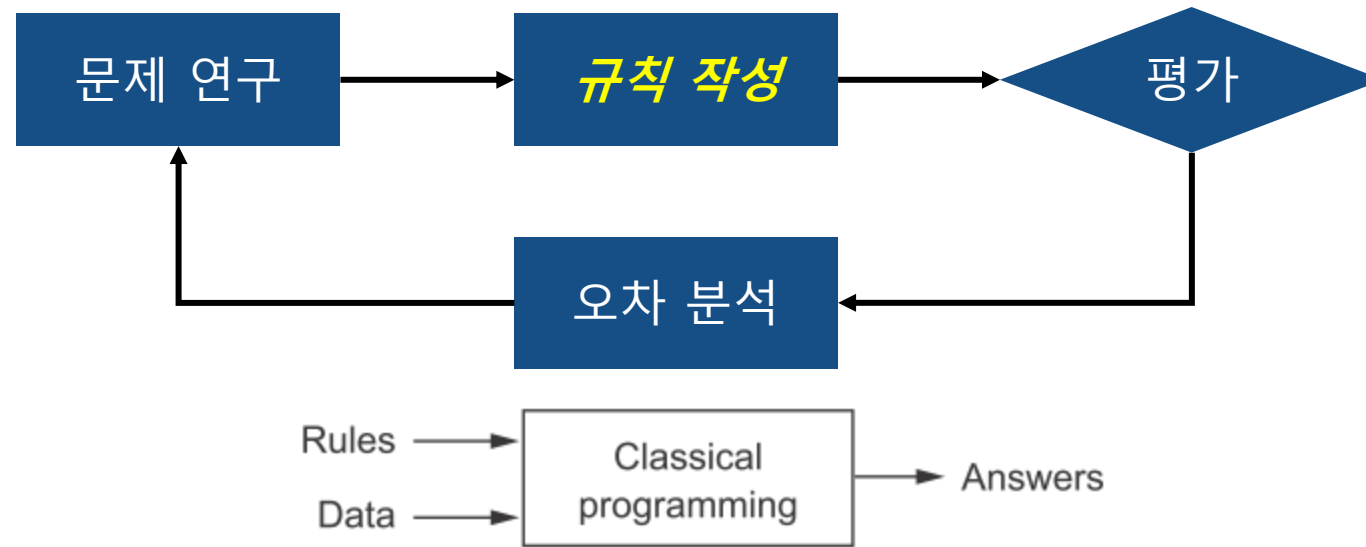 문제 연구
규칙 작성
평가
오차 분석
Rules
Data
Classical
programming
Answers